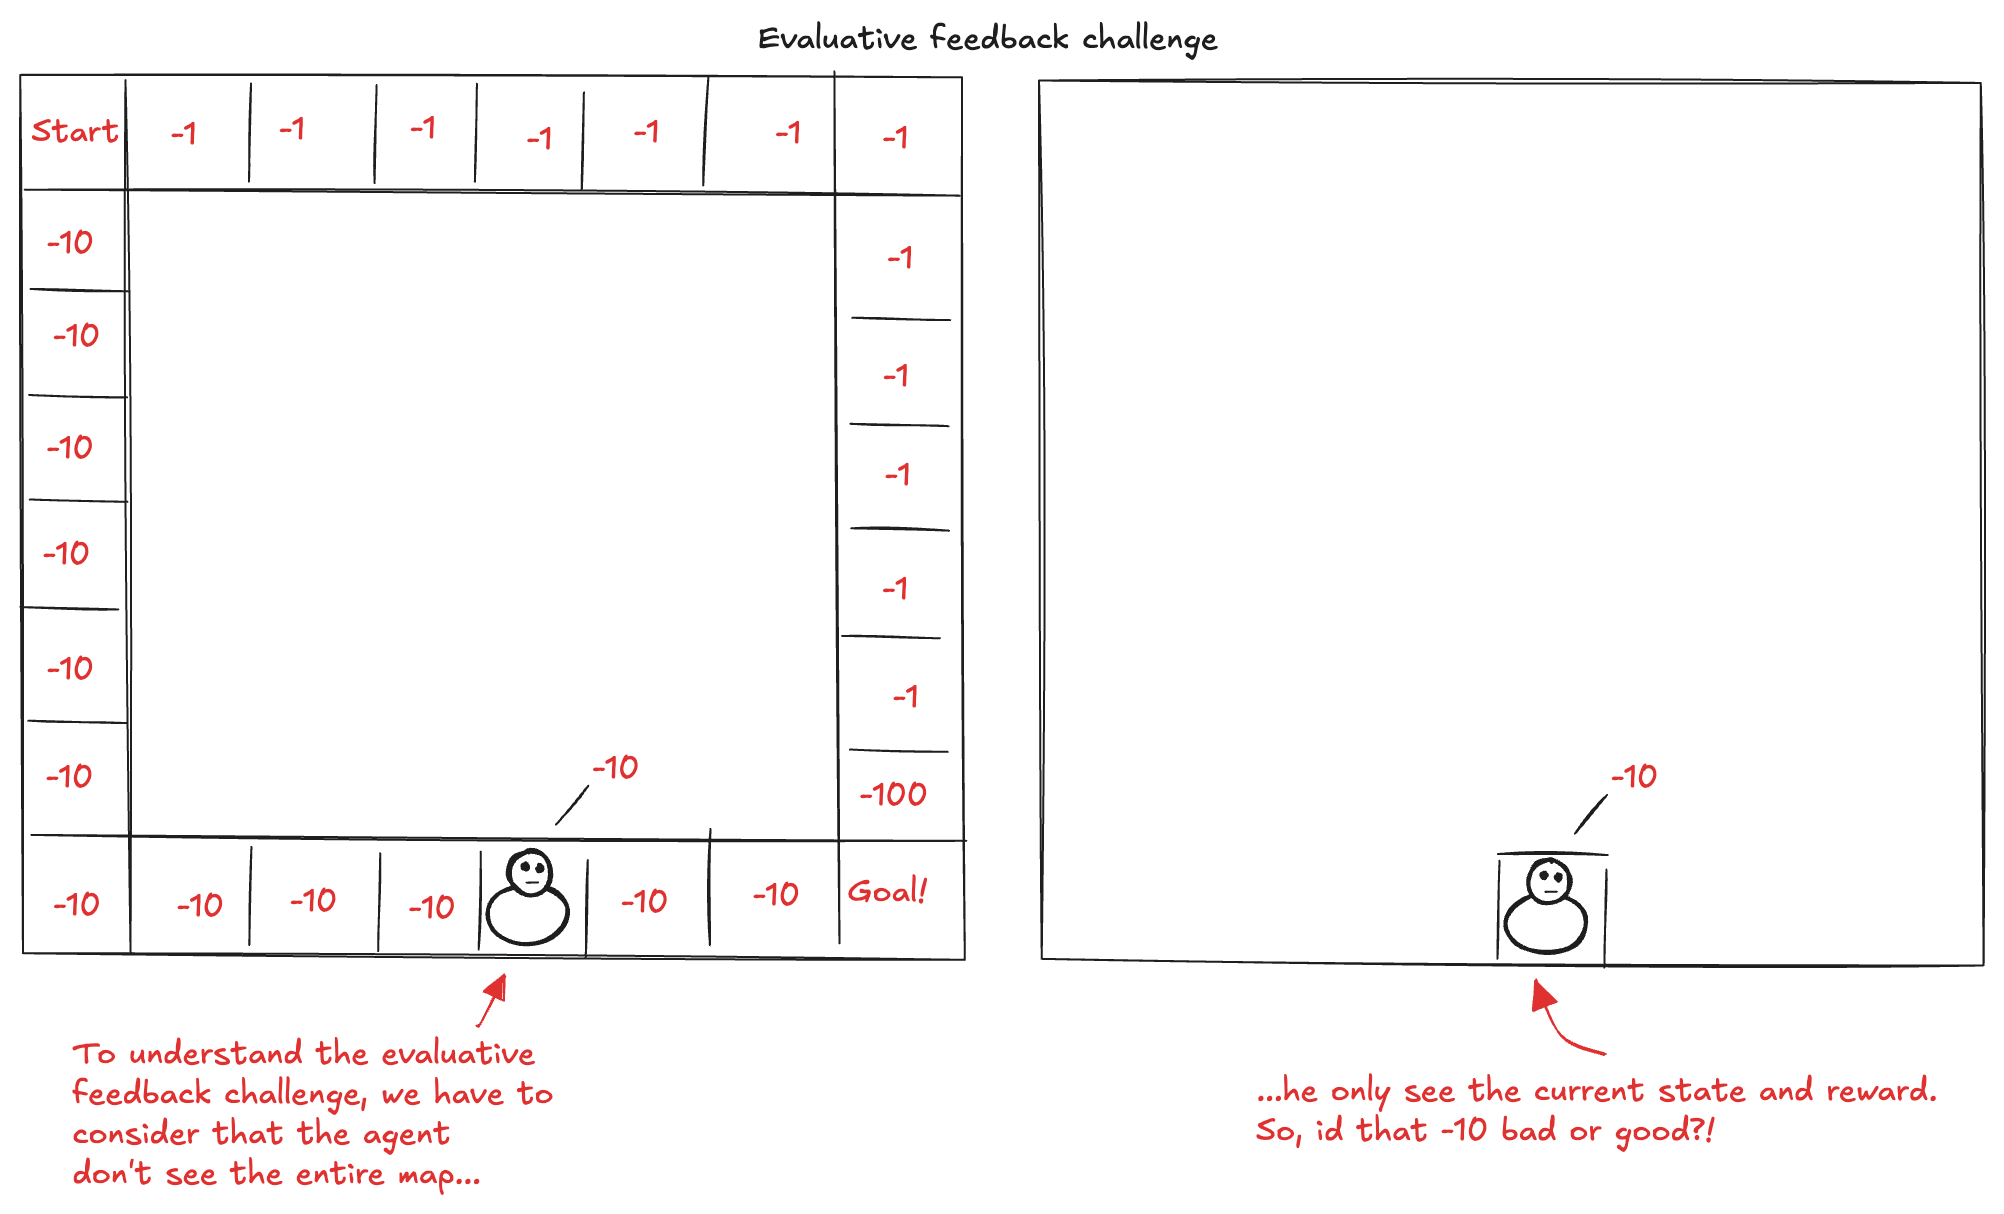 Evaluative feedback challenge
Start -1 -1 -1 -1 -1 -1 -1
-10 -1
-10 -1
-10 -1
-10 -1
-10 -1
-10 -100
-10
-10 -10 -10 -10 -10 -10 Goal!
To understand the evaluative
feedback challenge, we have to
consider that the agent
don't see the entire map...
-10
...he only see the current state and reward.
So, id that -10 bad or good?!